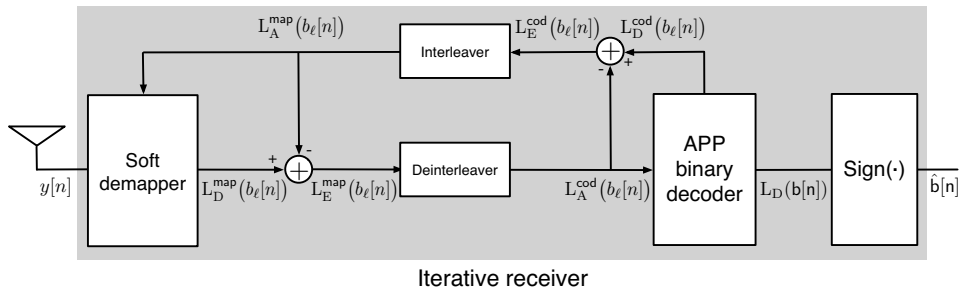 L_A^map(b_ℓ[n])
L_E^cod(b_ℓ[n])
L_D^cod(b_ℓ[n])
Interleaver
+
-
+
Soft
demapper
APP
binary
decoder
Sign(·)
+
-
+
Deinterleaver
y[n]
L_D^map(b_ℓ[n])
L_E^map(b_ℓ[n])
L_A^cod(b_ℓ[n])
L_D(b[n])
b̂[n]
Iterative receiver